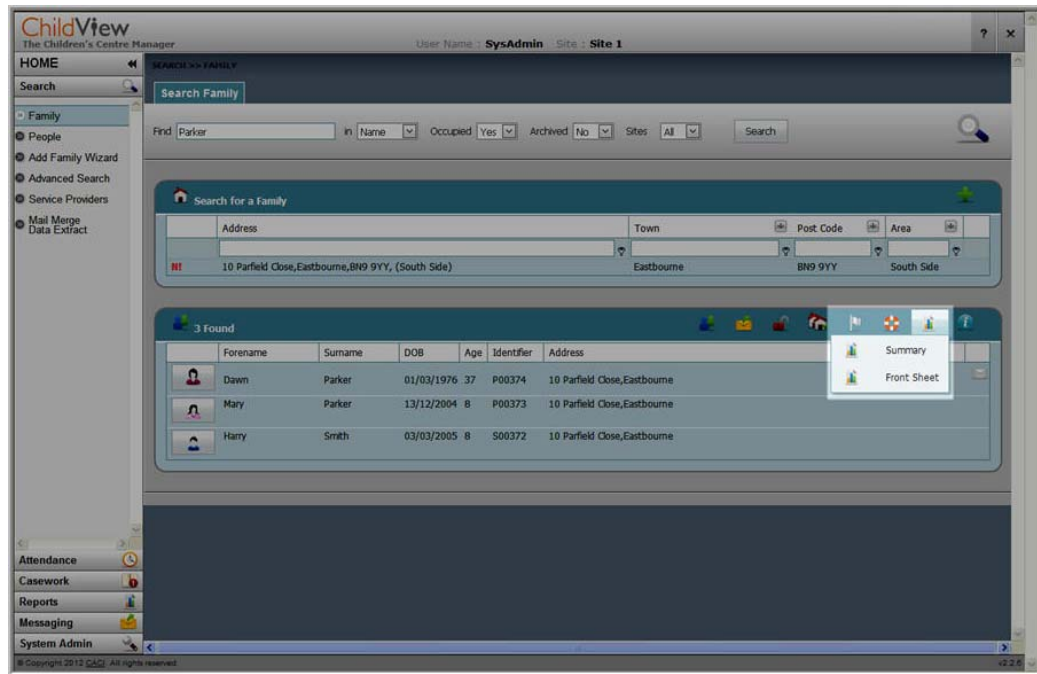 ChildView
The Children's Centre Manager
User Name : SysAdmin Site : Site 1
? x
HOME
SEARCH >> FAMILY
Search
Search Family
Family
People
Add Family Wizard
Advanced Search
Service Providers
Mail Merge
Data Extract
Find Parker in Name Occupied Yes Archived No Sites All Search
Search for a Family
Address Town Post Code Area
N! 10 Parfield Close,Eastbourne,BN9 9YY, (South Side) Eastbourne BN9 9YY South Side
3 Found
Forename Surname DOB Age Identifier Address
Dawn Parker 01/03/1976 37 P00374 10 Parfield Close,Eastbourne
Mary Parker 13/12/2004 8 P00373 10 Parfield Close,Eastbourne
Harry Smith 03/03/2005 8 S00372 10 Parfield Close,Eastbourne
Summary
Front Sheet
Attendance
Casework
Reports
Messaging
System Admin
© Copyright 2012 CACI. All rights reserved
v2.2.6